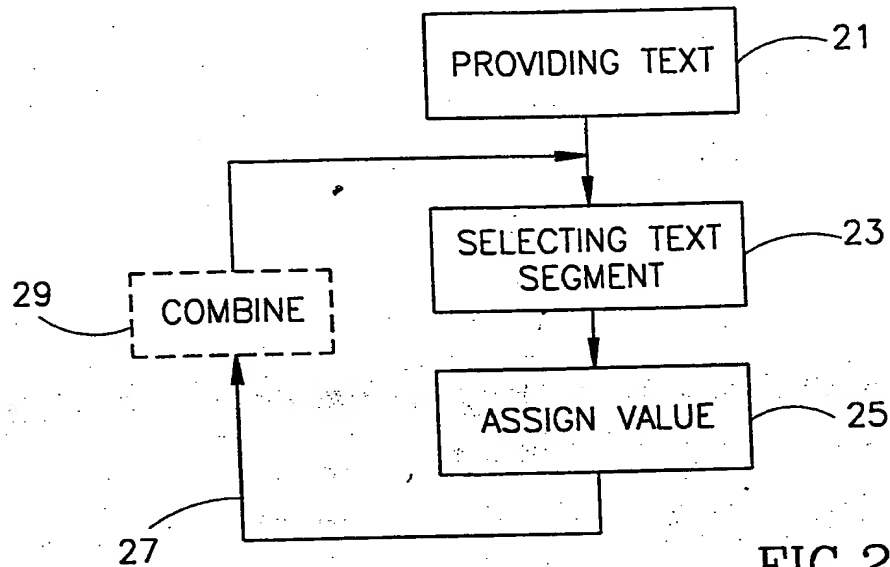 PROVIDING TEXT
21
SELECTING TEXT
SEGMENT
23
29
COMBINE
ASSIGN VALUE
25
27
FIG.2